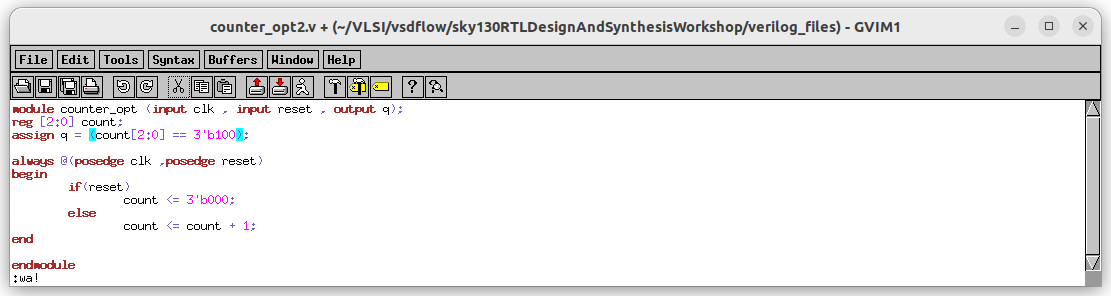 counter_opt2.v + (~/VLSI/vsdflow/sky130RTLDesignAndSynthesisWorkshop/verilog_files) - GVIM1
File Edit Tools Syntax Buffers Window Help
module counter_opt (input clk , input reset , output q);
reg [2:0] count;
assign q = (count[2:0] == 3'b100);
always @(posedge clk ,posedge reset)
begin
if(reset)
count <= 3'b000;
else
count <= count + 1;
end
endmodule
:wa!